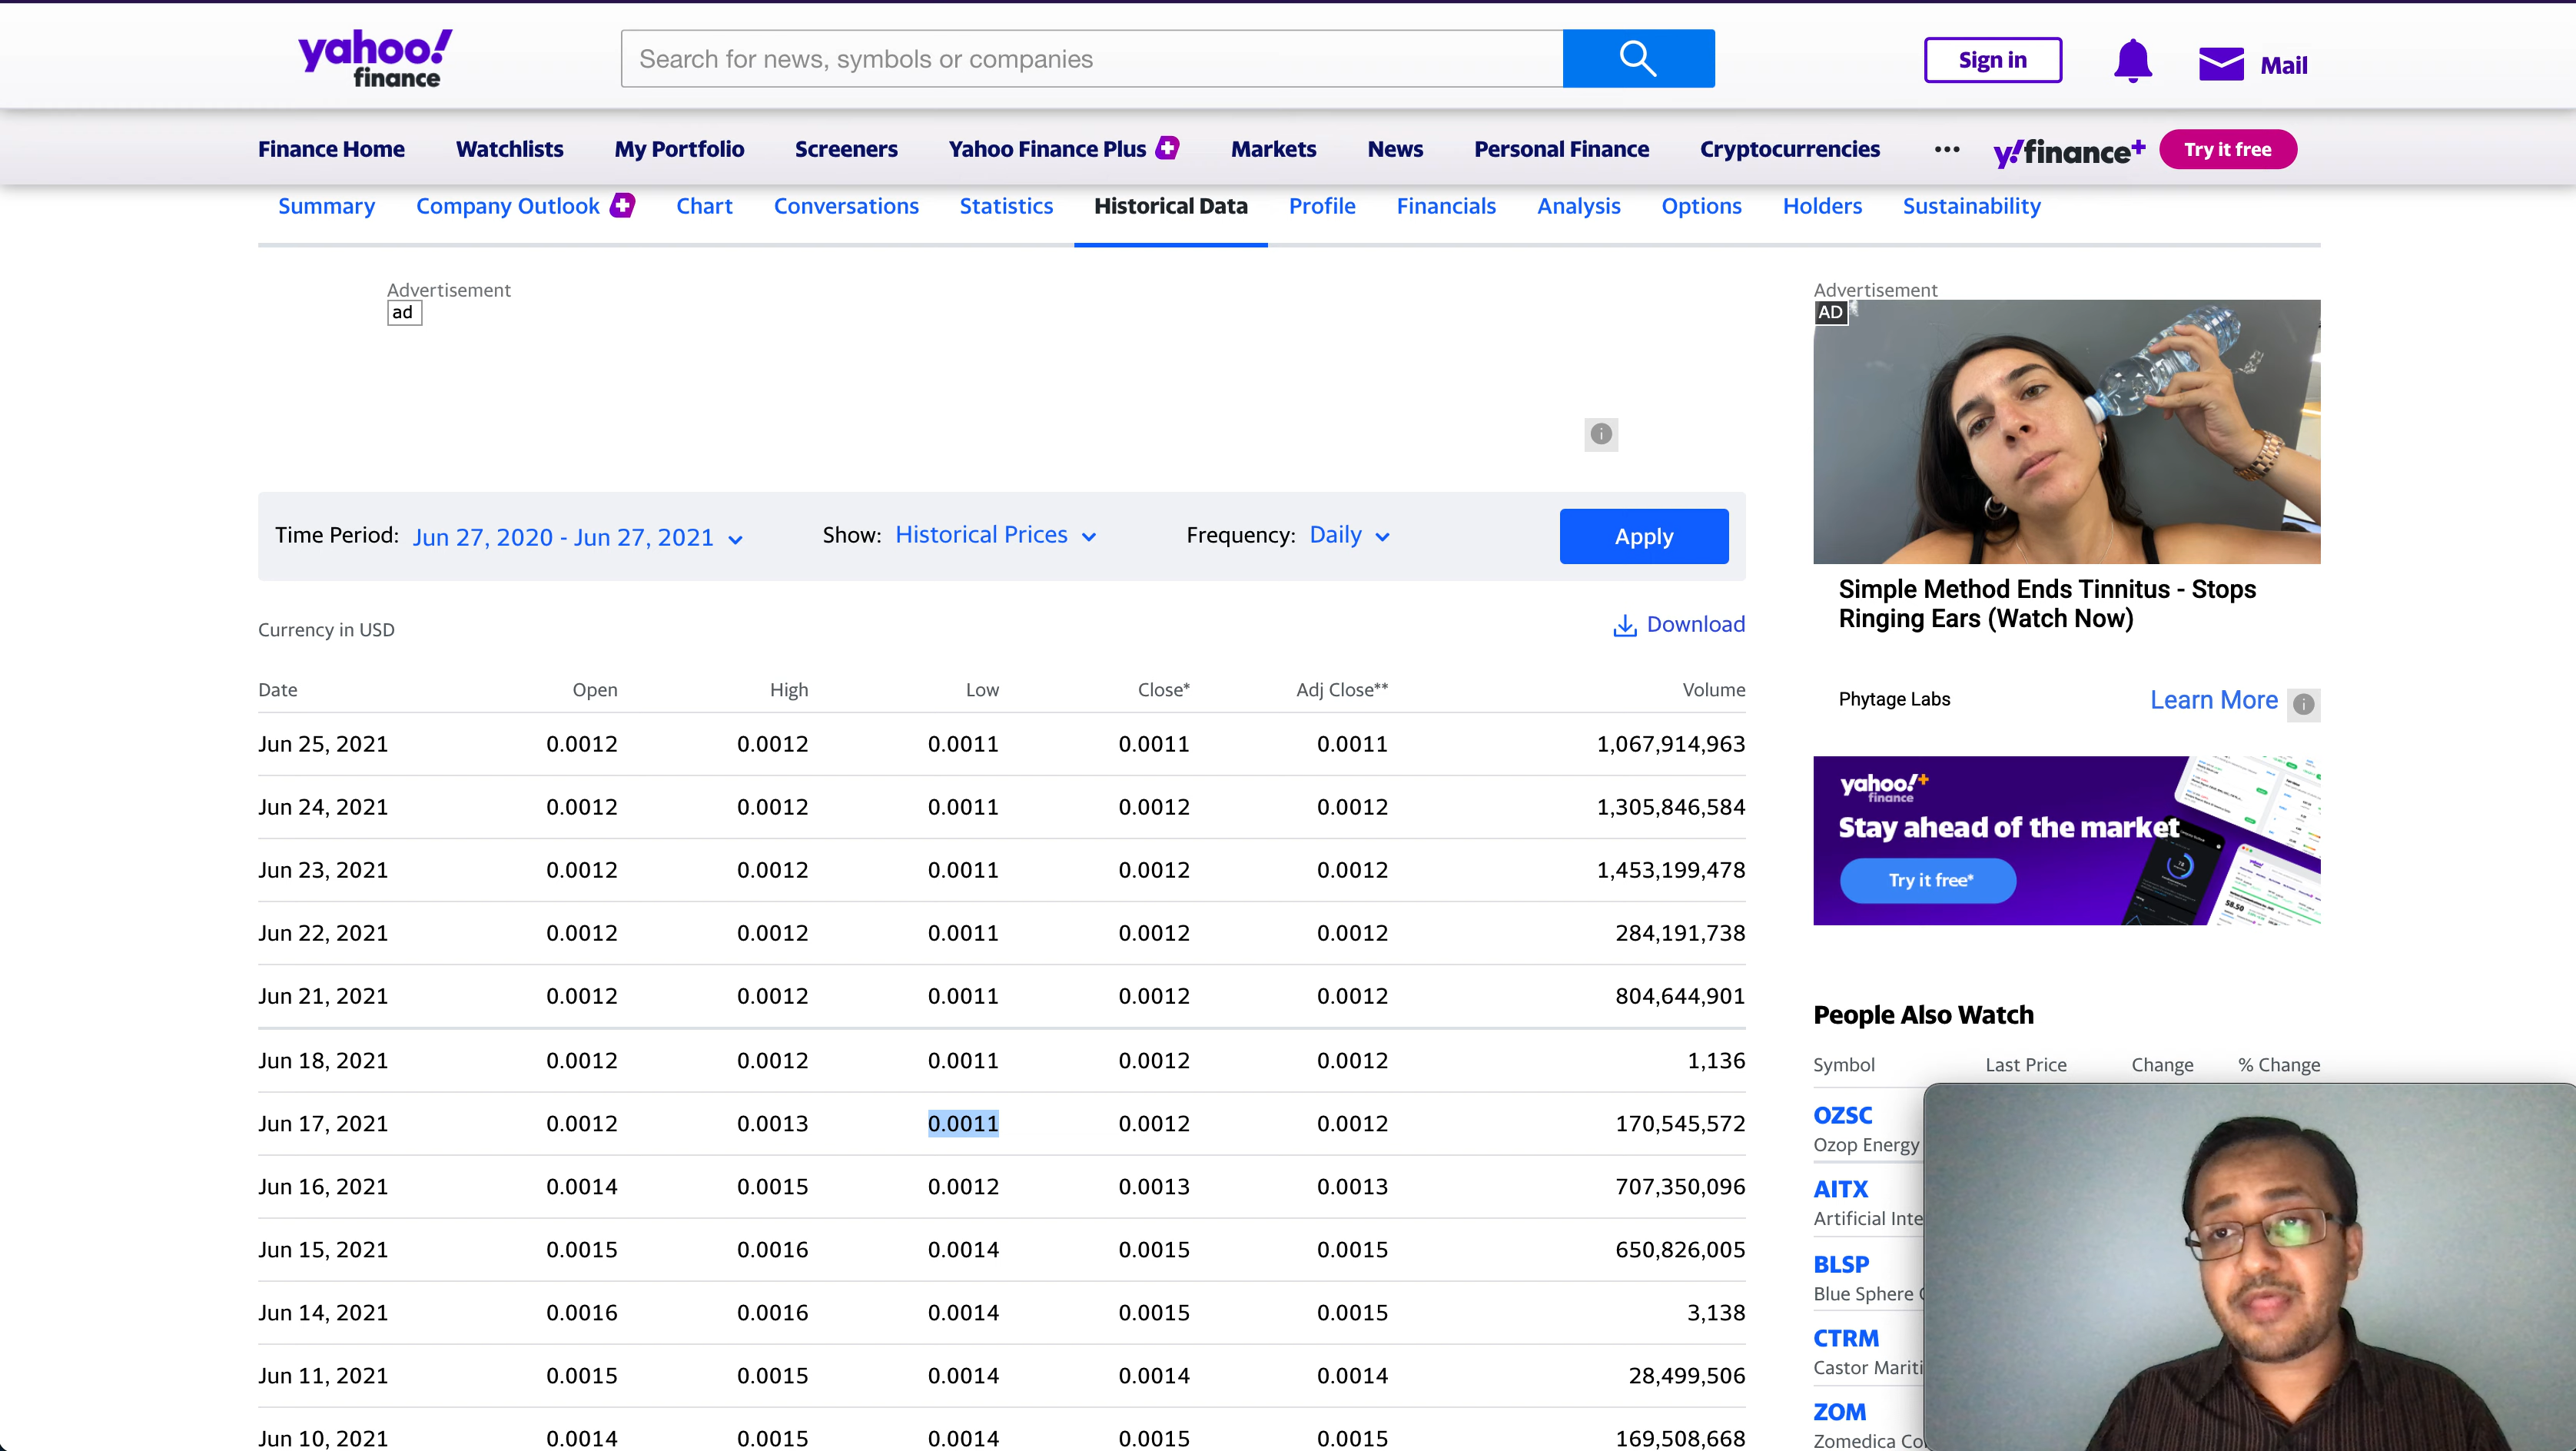 yahoo!
finance
Search for news, symbols or companies
Sign in
Mail
Finance Home Watchlists My Portfolio Screeners Yahoo Finance Plus Markets News Personal Finance Cryptocurrencies ••• y!finance+ Try it free
Summary Company Outlook Chart Conversations Statistics Historical Data Profile Financials Analysis Options Holders Sustainability
Advertisement
ad
Time Period: Jun 27, 2020 - Jun 27, 2021 Show: Historical Prices Frequency: Daily Apply
Currency in USD Download
Date Open High Low Close* Adj Close** Volume
Jun 25, 2021 0.0012 0.0012 0.0011 0.0011 0.0011 1,067,914,963
Jun 24, 2021 0.0012 0.0012 0.0011 0.0012 0.0012 1,305,846,584
Jun 23, 2021 0.0012 0.0012 0.0011 0.0012 0.0012 1,453,199,478
Jun 22, 2021 0.0012 0.0012 0.0011 0.0012 0.0012 284,191,738
Jun 21, 2021 0.0012 0.0012 0.0011 0.0012 0.0012 804,644,901
Jun 18, 2021 0.0012 0.0012 0.0011 0.0012 0.0012 1,136
Jun 17, 2021 0.0012 0.0013 0.0011 0.0012 0.0012 170,545,572
Jun 16, 2021 0.0014 0.0015 0.0012 0.0013 0.0013 707,350,096
Jun 15, 2021 0.0015 0.0016 0.0014 0.0015 0.0015 650,826,005
Jun 14, 2021 0.0016 0.0016 0.0014 0.0015 0.0015 3,138
Jun 11, 2021 0.0015 0.0015 0.0014 0.0014 0.0014 28,499,506
Jun 10, 2021 0.0014 0.0015 0.0014 0.0015 0.0015 169,508,668
Advertisement
AD
Simple Method Ends Tinnitus - Stops
Ringing Ears (Watch Now)
Phytage Labs Learn More
yahoo!+
finance
Stay ahead of the market
Try it free*
58.50
People Also Watch
Symbol Last Price Change % Change
OZSC
Ozop Energy
AITX
Artificial Inte
BLSP
Blue Sphere
CTRM
Castor Mariti
ZOM
Zomedica Co